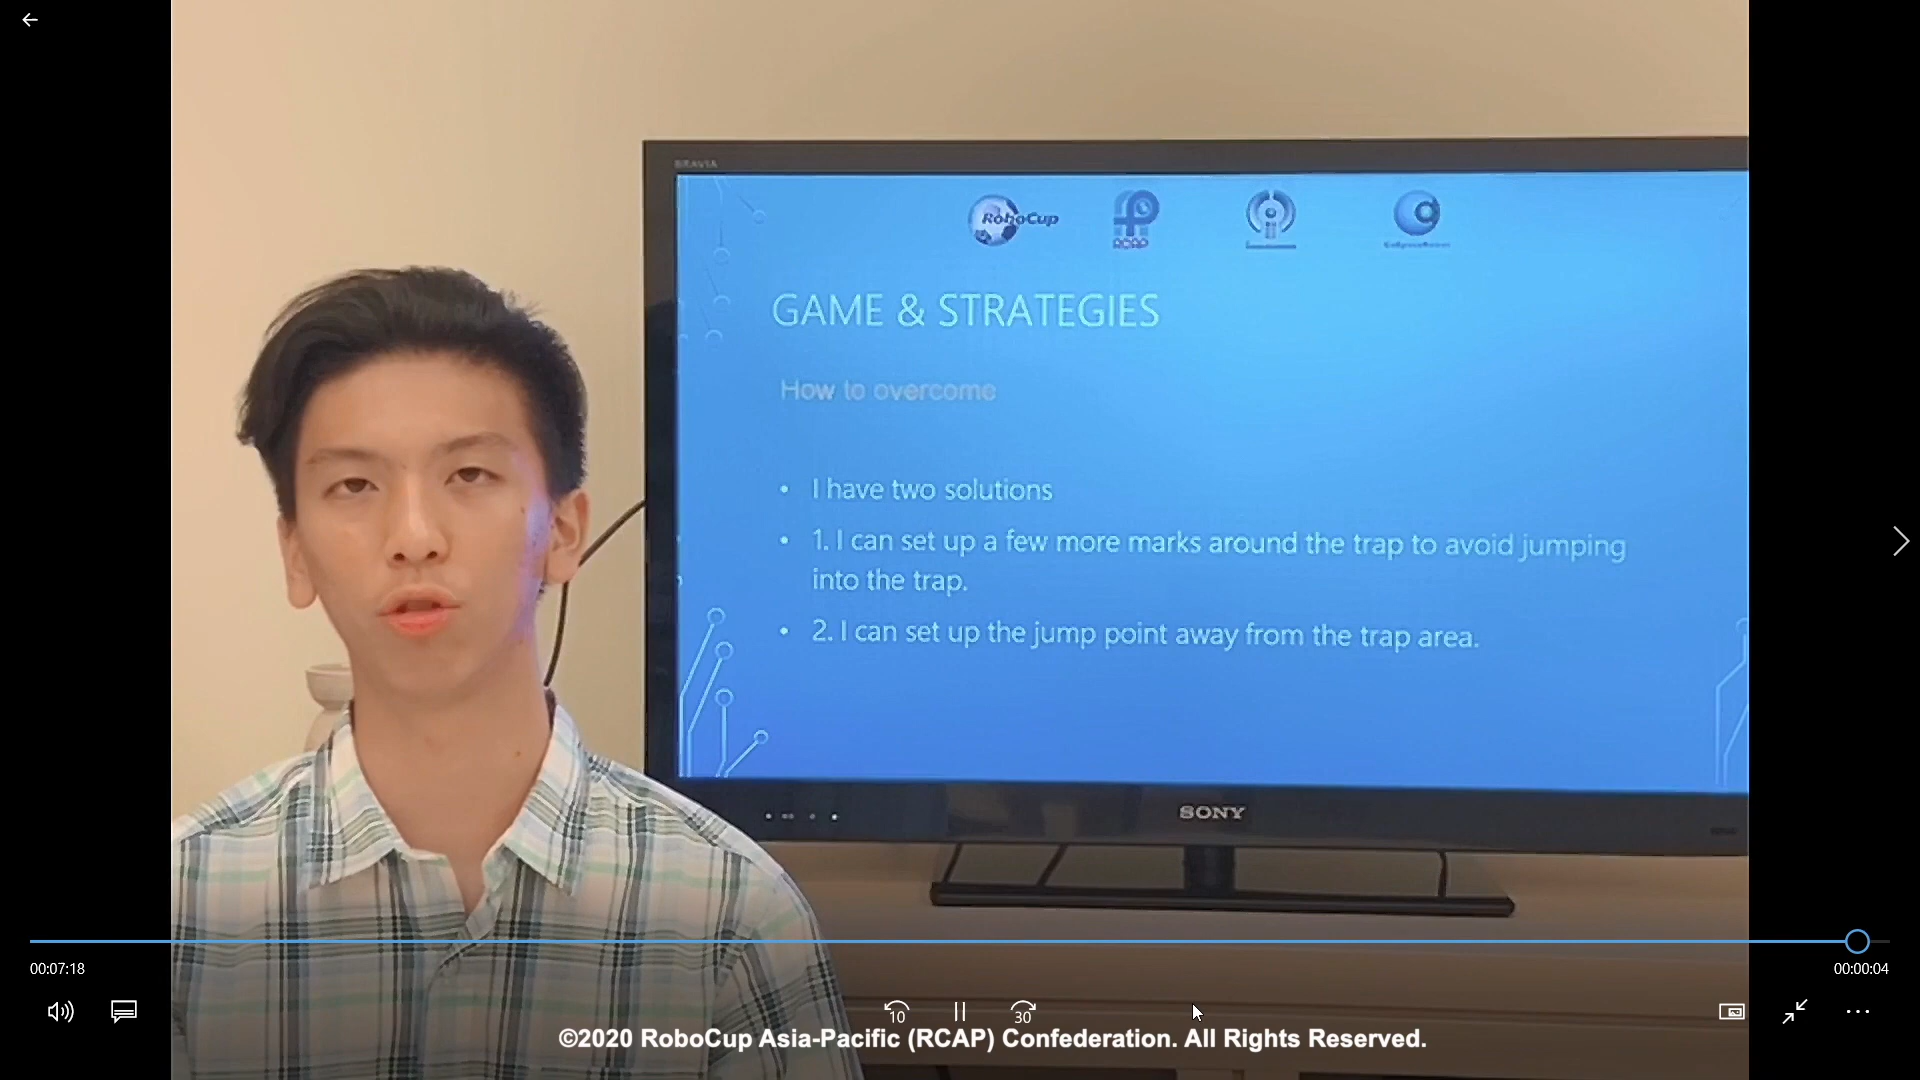 BRAVIA
RoboCup
RCAP
GAME & STRATEGIES
How to overcome
• I have two solutions
• 1. I can set up a few more marks around the trap to avoid jumping
into the trap.
• 2. I can set up the jump point away from the trap area.
SONY
00:07:18
00:00:04
10
30
©2020 RoboCup Asia-Pacific (RCAP) Confederation. All Rights Reserved.